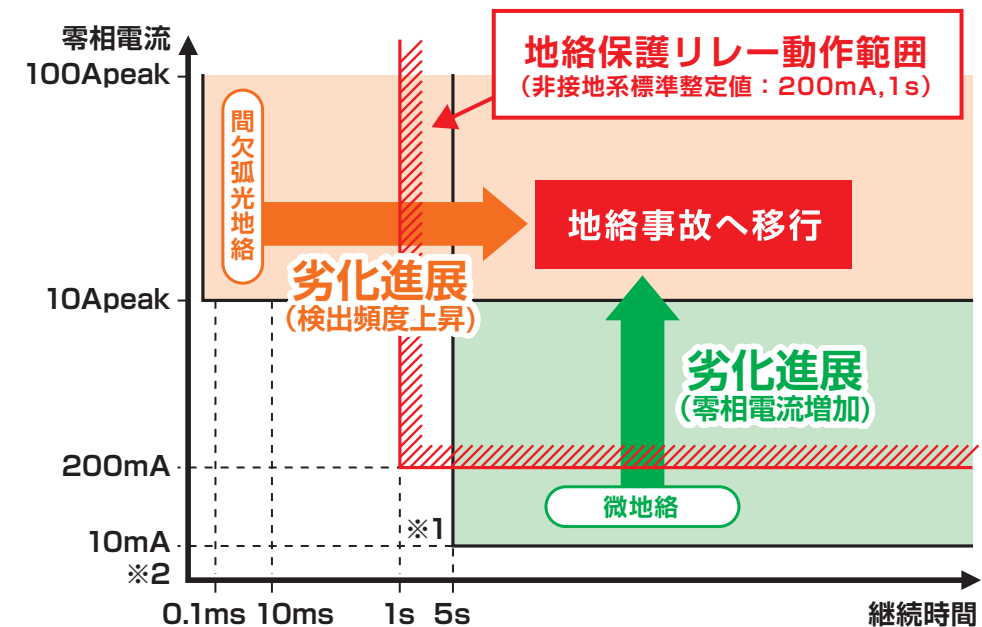 零相電流
100Apeak
地絡保護リレー動作範囲
（非接地系標準整定値：200mA,1s）
間欠弧光地絡
地絡事故へ移行
劣化進展
（検出頻度上昇）
10Apeak
劣化進展
（零相電流増加）
200mA
微地絡
※1
10mA
※2
0.1ms 10ms 1s 5s 継続時間